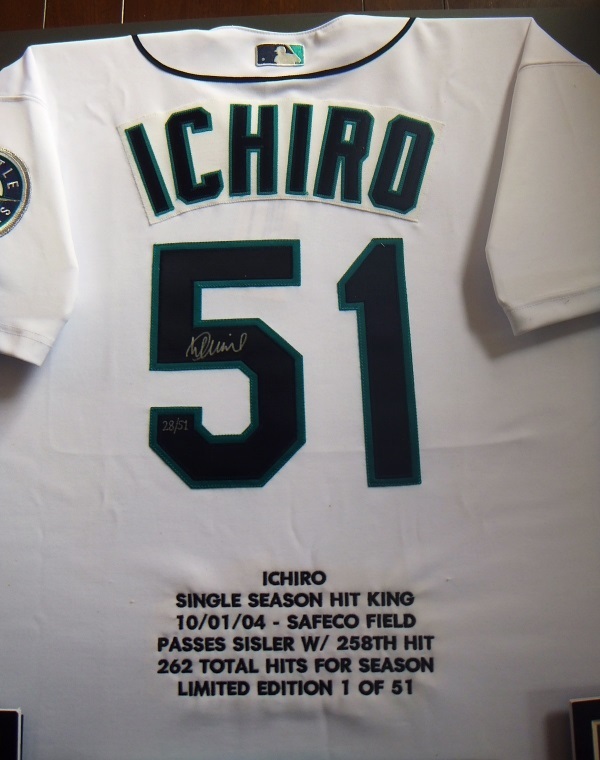 ICHIRO
51
28/51
ICHIRO
SINGLE SEASON HIT KING
10/01/04 - SAFECO FIELD
PASSES SISLER W/ 258TH HIT
262 TOTAL HITS FOR SEASON
LIMITED EDITION 1 OF 51